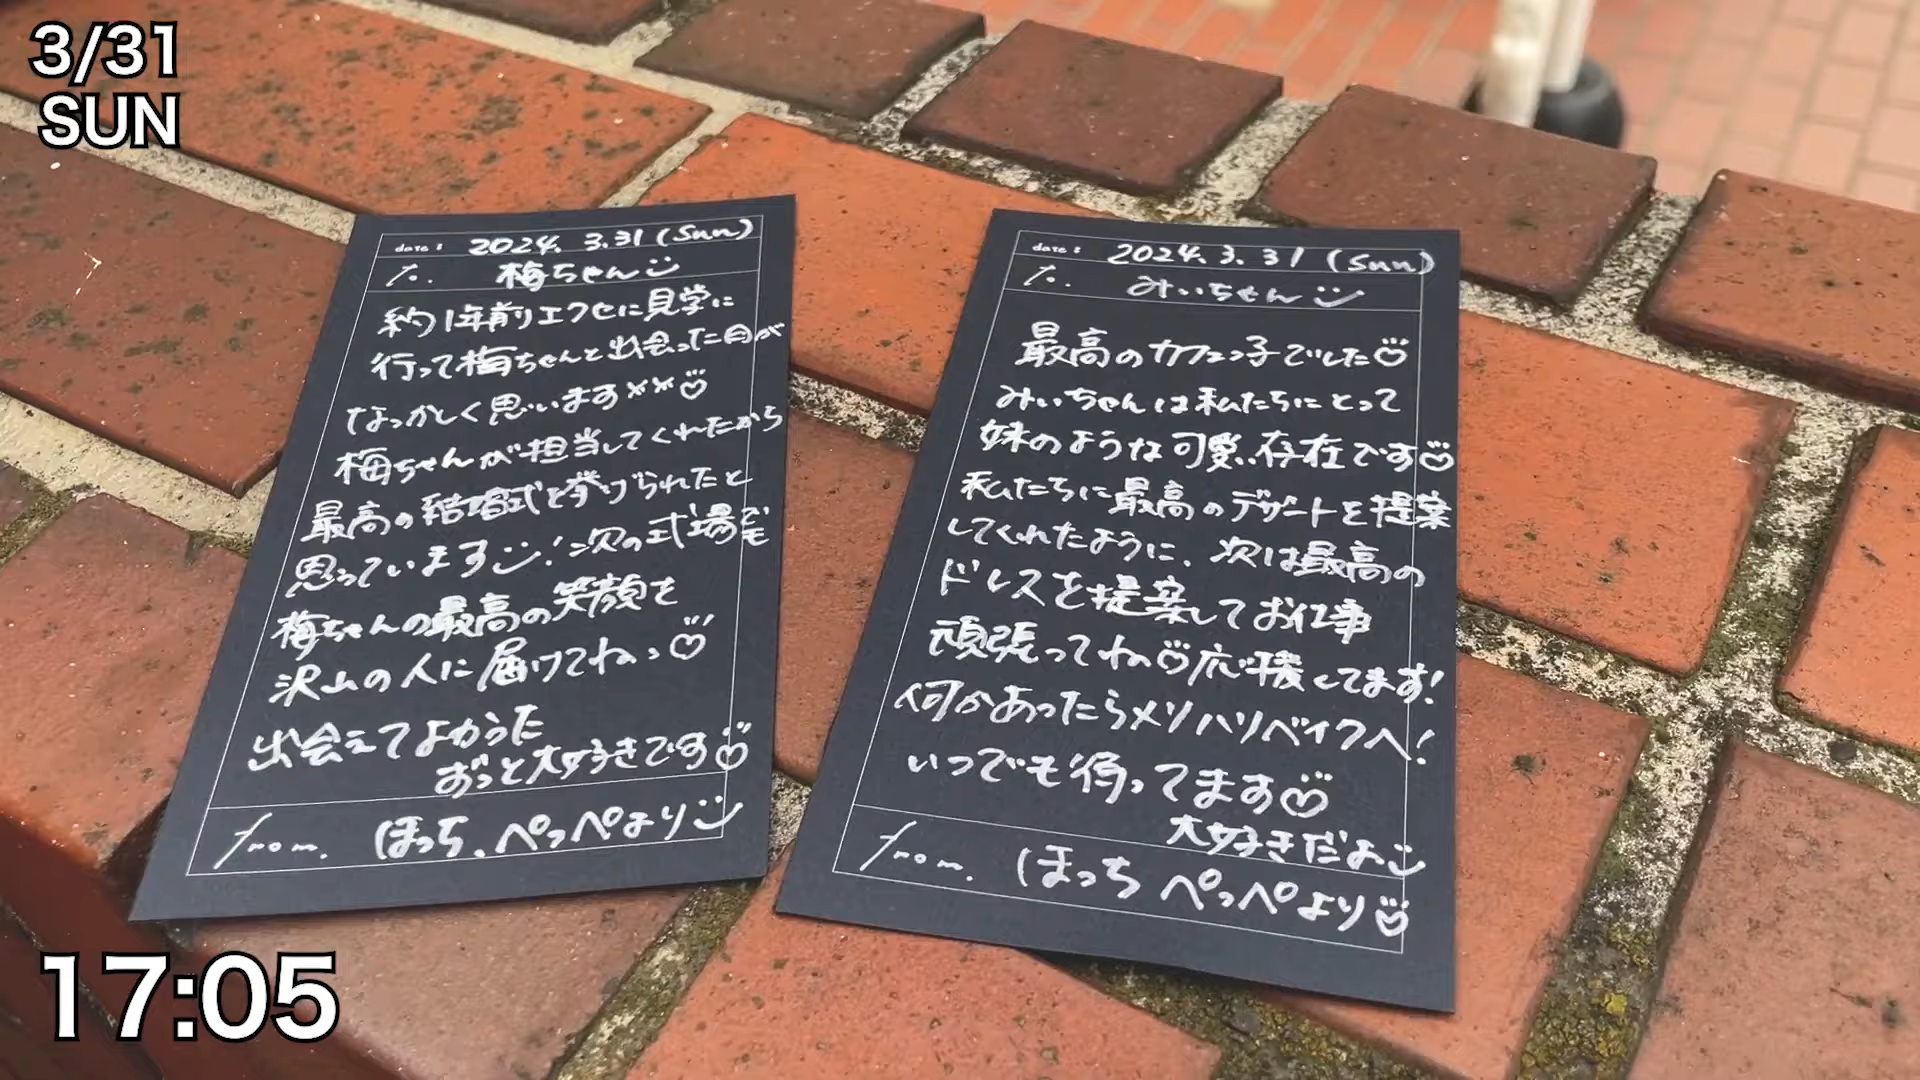 3/31
SUN
date: 2024. 3.31 (Sun)
To. 梅ちゃん
約1年前リエフセに見学に
行って梅ちゃんと出会った日が
なつかしく思います
梅ちゃんが担当してくれたから
最高の結婚式を挙げられたと
思っています!次の式場でも
梅ちゃんの最高の笑顔を
沢山の人に届けてね
出会えてよかった
ずっと大好きです
from. ほっち、ぺっぺより
date: 2024. 3. 31 (Sun)
To. みぃちゃん
最高のカフェっ子でした
みぃちゃんは私たちにとって
妹のような可愛い存在です
私たちに最高のデザートを提案
してくれたように、次は最高の
ドレスを提案してお仕事
頑張ってね応援してます!
何かあったらメリハリベイクへ!
いつでも待ってます
大好きだよ
from. ほっち ぺっぺより
17:05